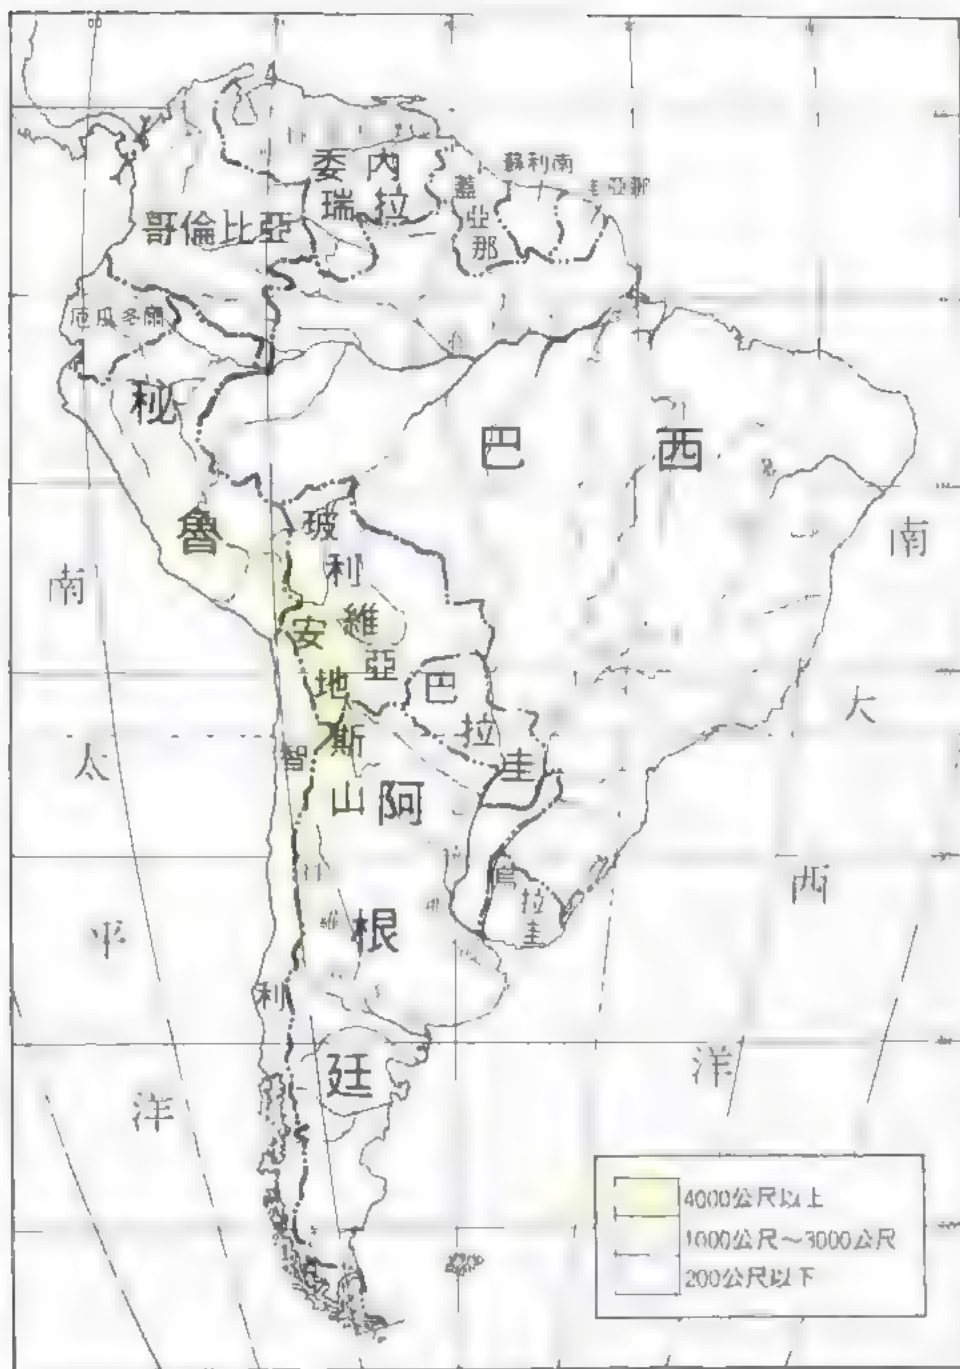 蘇利南
圭亞那
委內
瑞拉
蓋亞那
哥倫比亞
厄瓜多爾
秘魯
巴西
玻利維亞
安地斯山
巴拉圭
智利
阿根廷
烏拉圭
南太平洋
南大西洋
4000公尺以上
1000公尺～3000公尺
200公尺以下